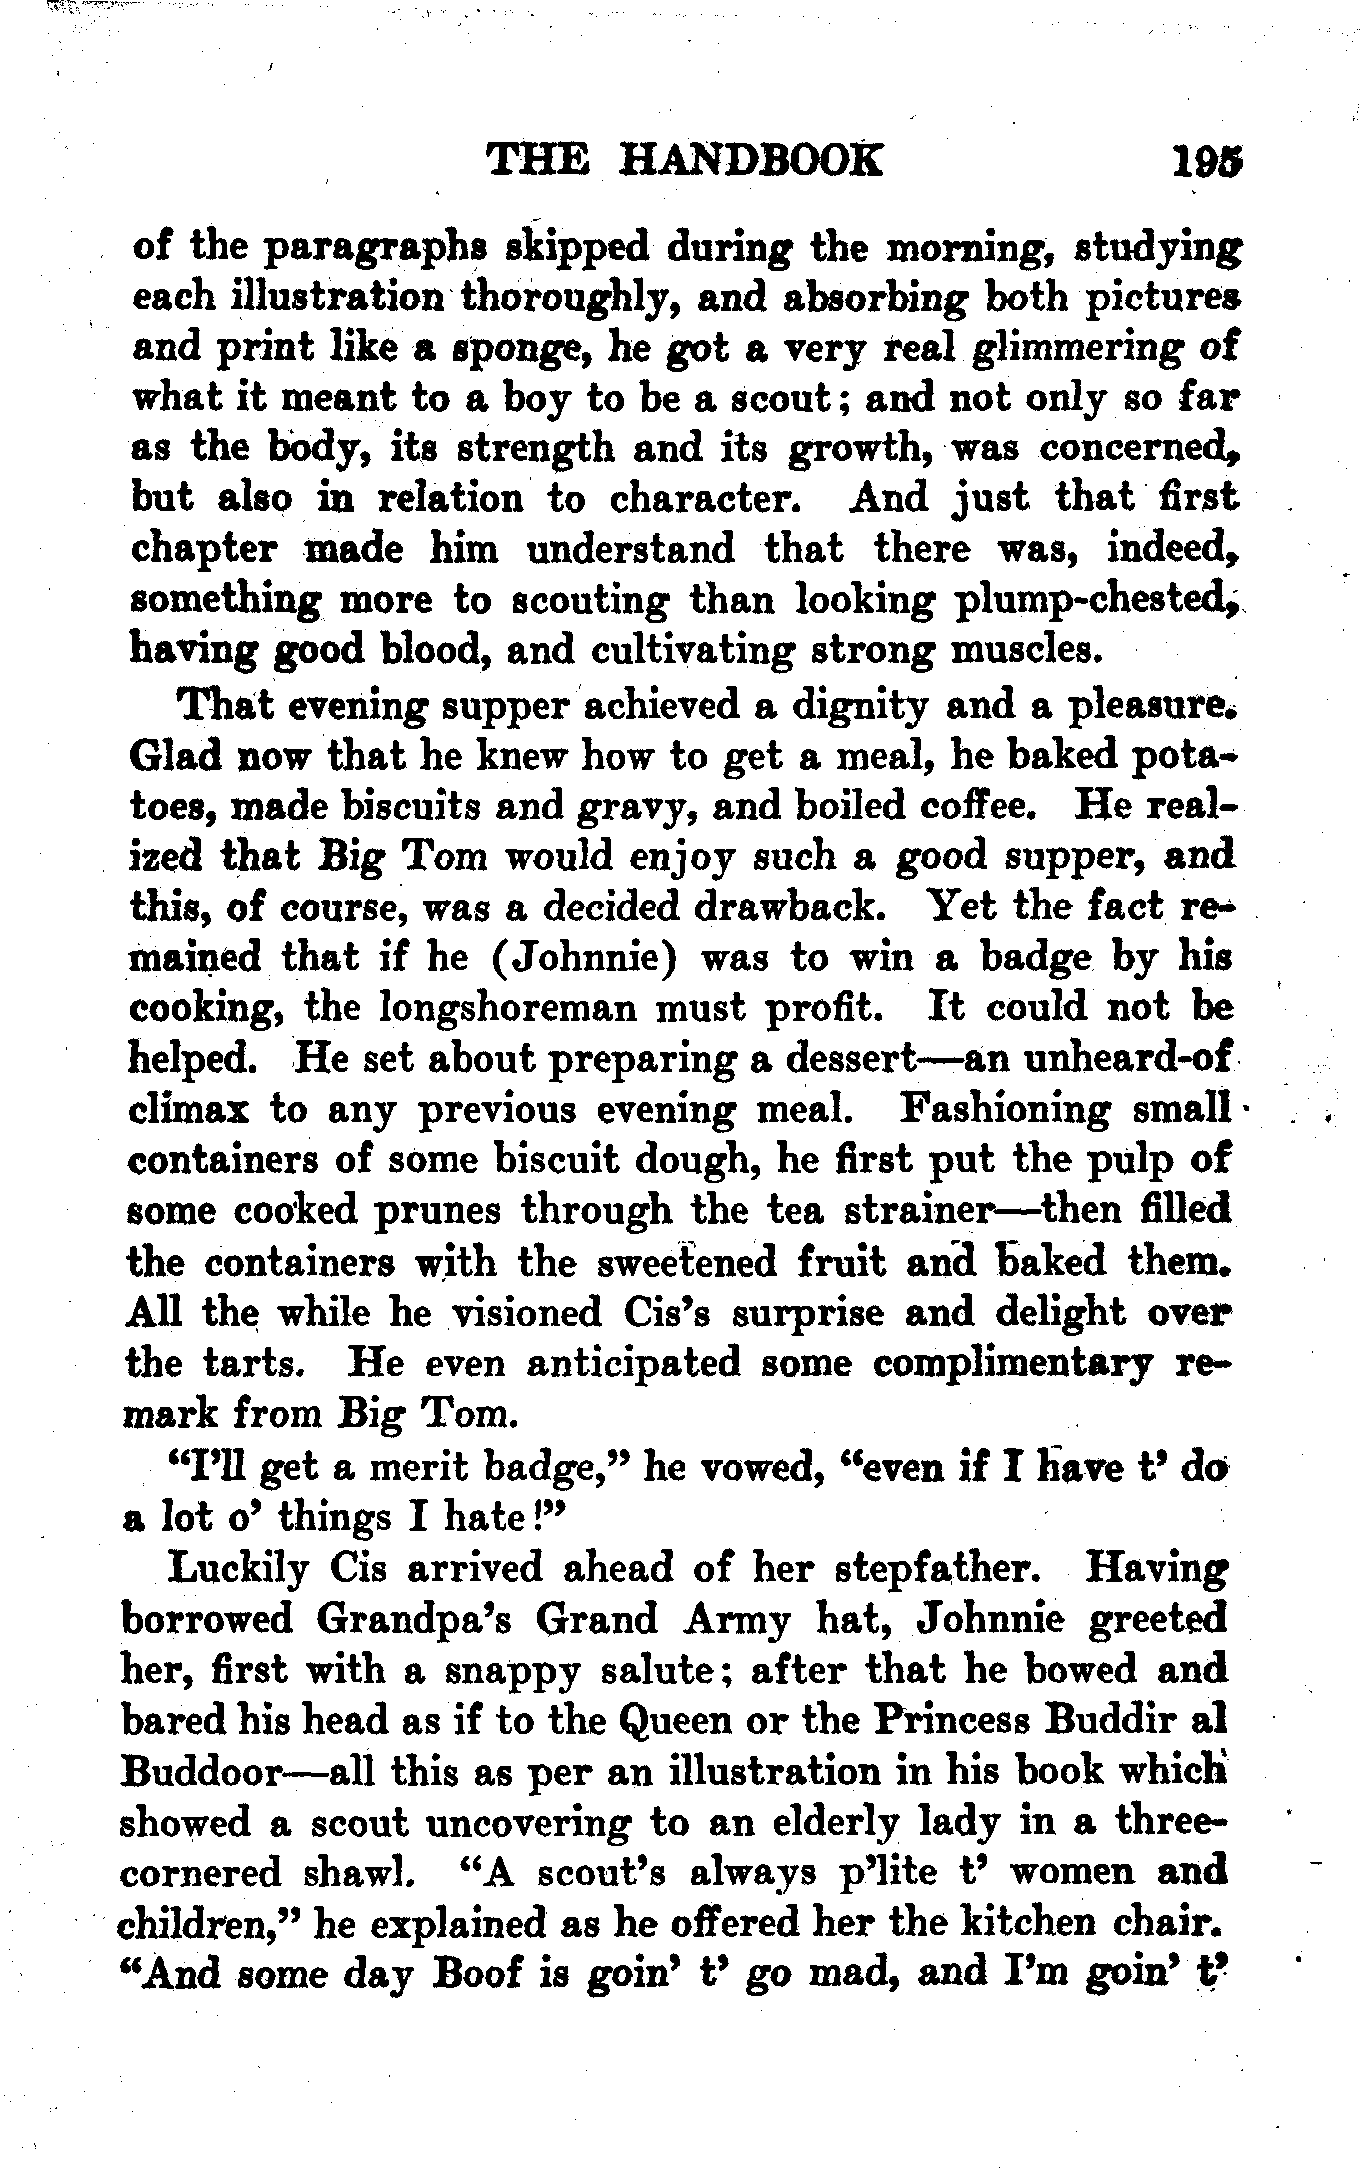 THE HANDBOOK 195
of the paragraphs skipped during the morning, studying
each illustration thoroughly, and absorbing both pictures
and print like a sponge, he got a very real glimmering of
what it meant to a boy to be a scout; and not only so far
as the body, its strength and its growth, was concerned,
but also in relation to character. And just that first
chapter made him understand that there was, indeed,
something more to scouting than looking plump-chested,
having good blood, and cultivating strong muscles.
That evening supper achieved a dignity and a pleasure.
Glad now that he knew how to get a meal, he baked pota-
toes, made biscuits and gravy, and boiled coffee. He real-
ized that Big Tom would enjoy such a good supper, and
this, of course, was a decided drawback. Yet the fact re-
mained that if he (Johnnie) was to win a badge by his
cooking, the longshoreman must profit. It could not be
helped. He set about preparing a dessert—an unheard-of
climax to any previous evening meal. Fashioning small
containers of some biscuit dough, he first put the pulp of
some cooked prunes through the tea strainer—then filled
the containers with the sweetened fruit and baked them.
All the while he visioned Cis's surprise and delight over
the tarts. He even anticipated some complimentary re-
mark from Big Tom.
"I'll get a merit badge," he vowed, "even if I have t' do
a lot o' things I hate!"
Luckily Cis arrived ahead of her stepfather. Having
borrowed Grandpa's Grand Army hat, Johnnie greeted
her, first with a snappy salute; after that he bowed and
bared his head as if to the Queen or the Princess Buddir al
Buddoor—all this as per an illustration in his book which
showed a scout uncovering to an elderly lady in a three-
cornered shawl. "A scout's always p'lite t' women and
children," he explained as he offered her the kitchen chair.
"And some day Boof is goin' t' go mad, and I'm goin' t'